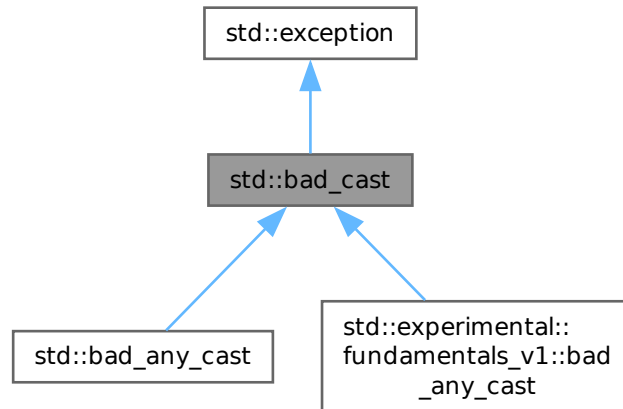 std::exception
std::bad_cast
std::bad_any_cast
std::experimental::
fundamentals_v1::bad
_any_cast